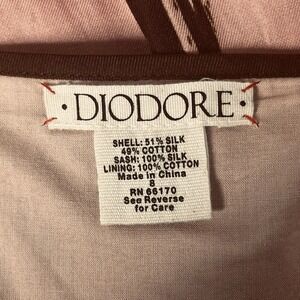 · DIODORE ·
SHELL: 51% SILK
49% COTTON
SASH: 100% SILK
LINING: 100% COTTON
Made in China
8
RN 66170
See Reverse
for Care